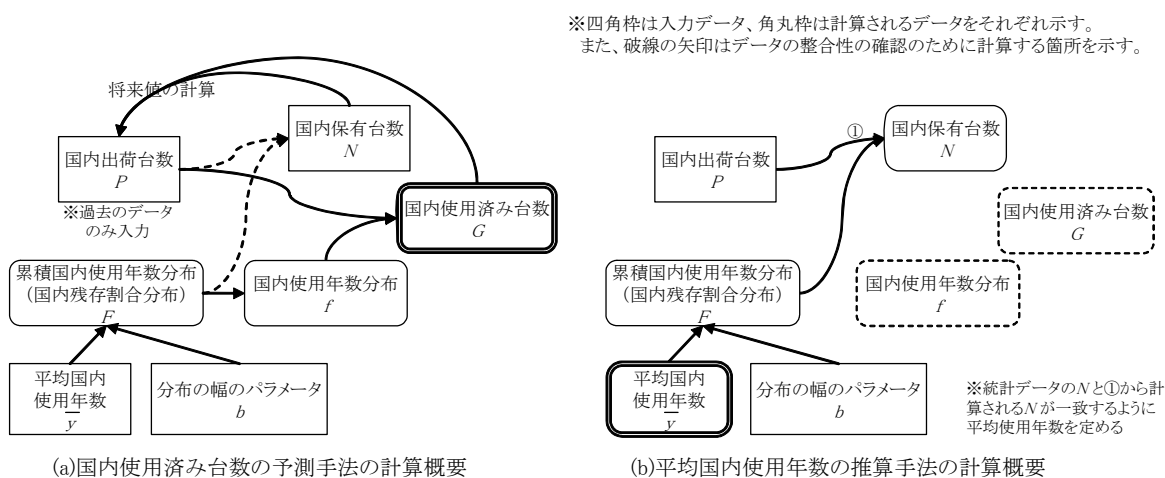 ※四角枠は入力データ、角丸枠は計算されるデータをそれぞれ示す。
また、破線の矢印はデータの整合性の確認のために計算する箇所を示す。
将来値の計算
国内保有台数
N
国内出荷台数
P
※過去のデータ
のみ入力
国内使用済み台数
G
累積国内使用年数分布
(国内残存割合分布)
F
国内使用年数分布
f
平均国内
使用年数
y
分布の幅のパラメータ
b
(a)国内使用済み台数の予測手法の計算概要
①
国内保有台数
N
国内出荷台数
P
国内使用済み台数
G
累積国内使用年数分布
(国内残存割合分布)
F
国内使用年数分布
f
平均国内
使用年数
y
分布の幅のパラメータ
b
※統計データのNと①から計
算されるNが一致するように
平均使用年数を定める
(b)平均国内使用年数の推算手法の計算概要